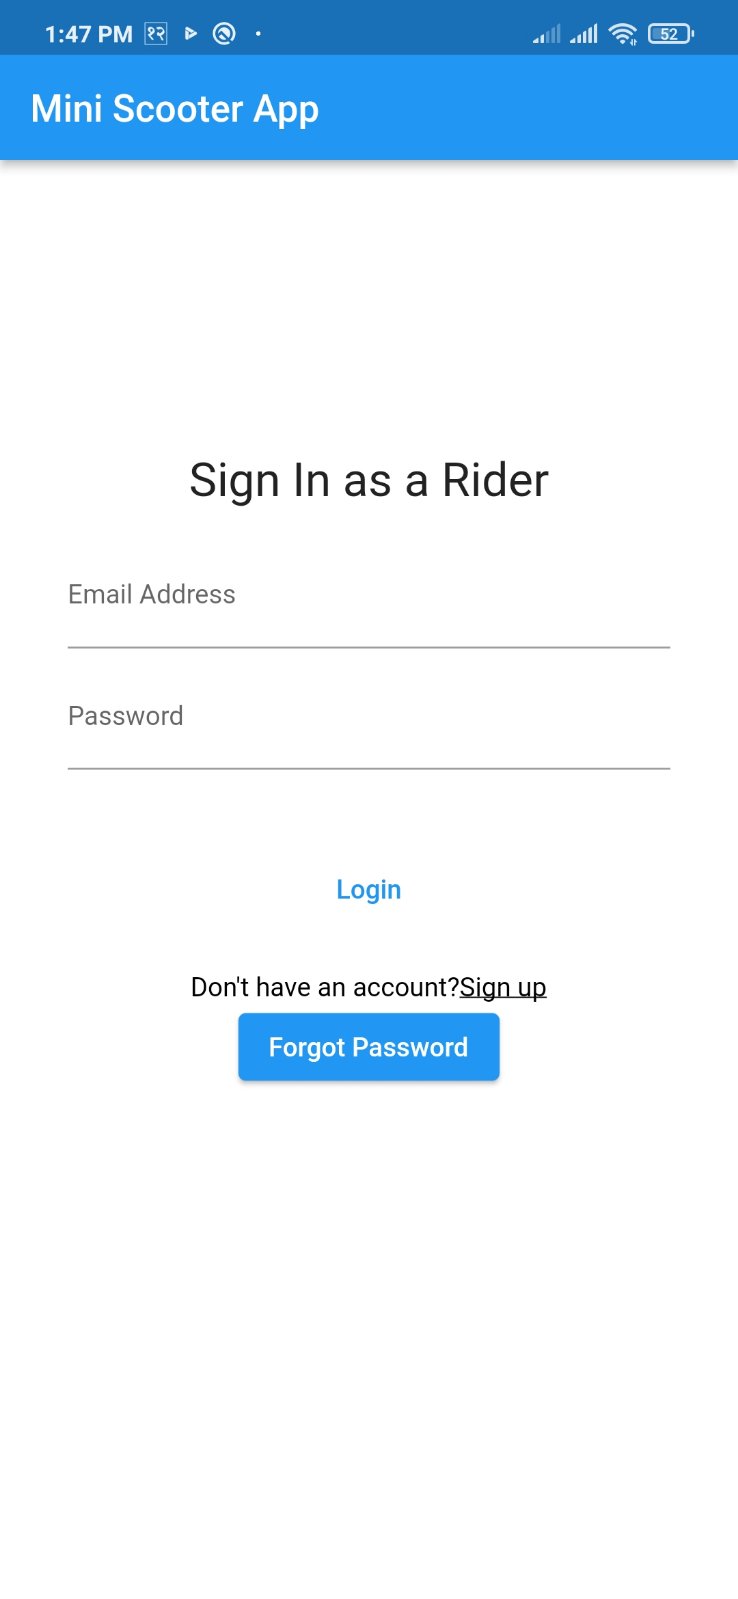 1:47 PM १२ 52
Mini Scooter App
Sign In as a Rider
Email Address
Password
Login
Don't have an account?Sign up
Forgot Password